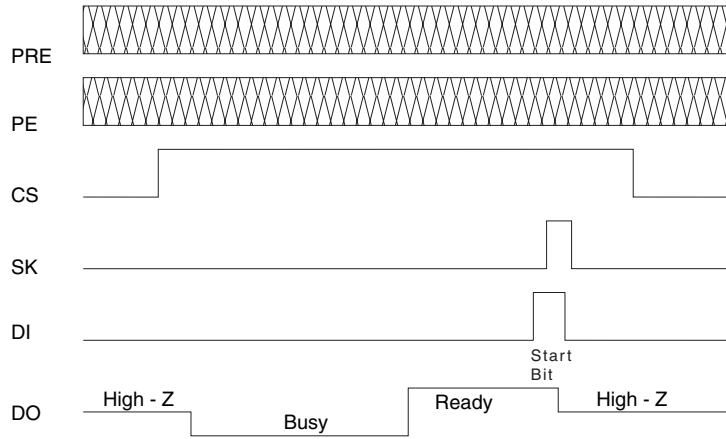 PRE
PE
CS
SK
DI
Start
Bit
DO
High - Z
Busy
Ready
High - Z